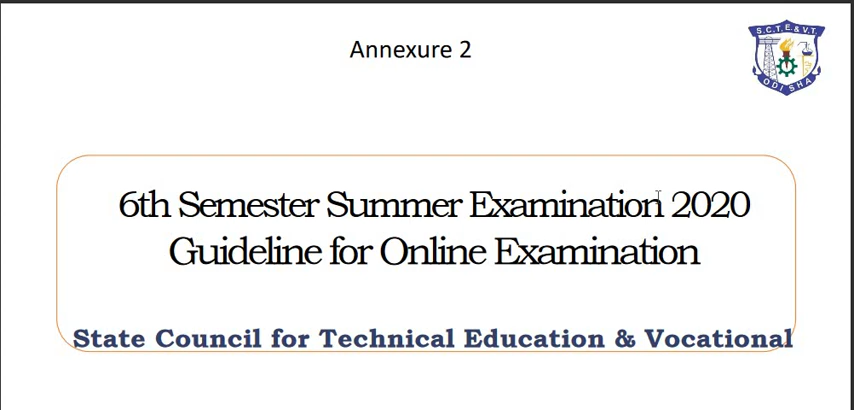 Annexure 2
S.C.T.E.&V.T.
ODISHA
6th Semester Summer Examination 2020
Guideline for Online Examination
State Council for Technical Education & Vocational